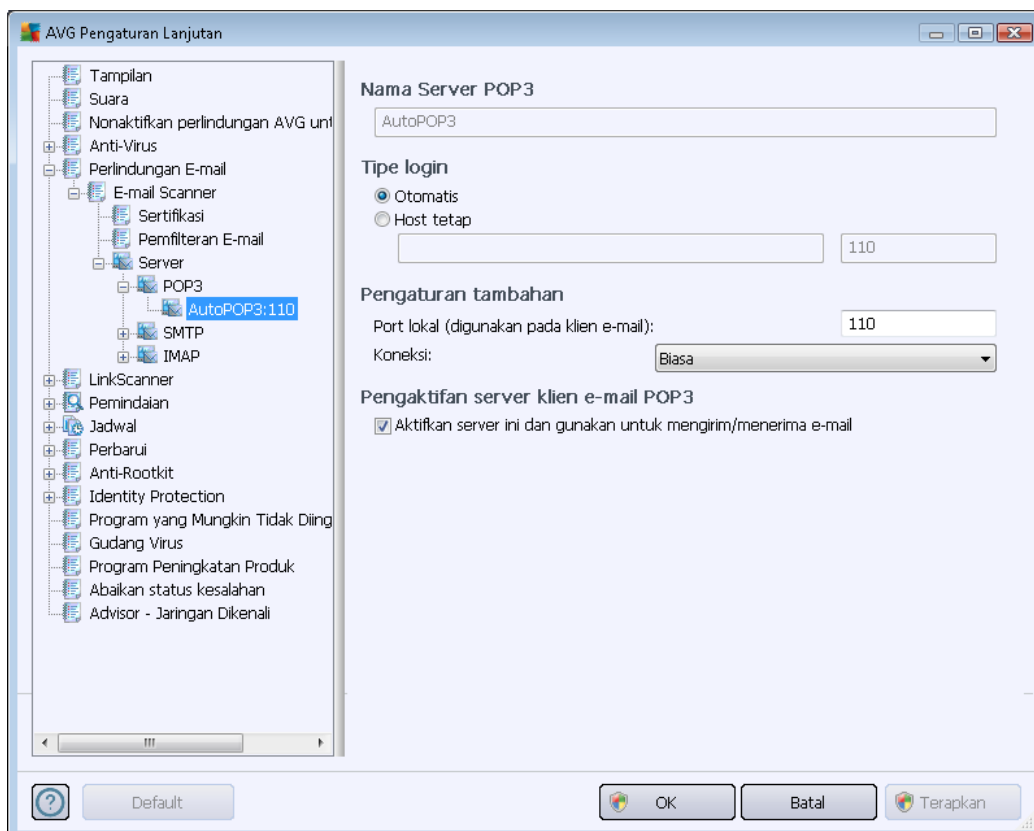 AVG Pengaturan Lanjutan
Tampilan
Suara
Nonaktifkan perlindungan AVG unt
Anti-Virus
Perlindungan E-mail
E-mail Scanner
Sertifikasi
Pemfilteran E-mail
Server
POP3
AutoPOP3:110
SMTP
IMAP
LinkScanner
Pemindaian
Jadwal
Perbarui
Anti-Rootkit
Identity Protection
Program yang Mungkin Tidak Diing
Gudang Virus
Program Peningkatan Produk
Abaikan status kesalahan
Advisor - Jaringan Dikenali
Nama Server POP3
AutoPOP3
Tipe login
Otomatis
Host tetap
110
Pengaturan tambahan
Port lokal (digunakan pada klien e-mail): 110
Koneksi: Biasa
Pengaktifan server klien e-mail POP3
Aktifkan server ini dan gunakan untuk mengirim/menerima e-mail
? Default OK Batal Terapkan